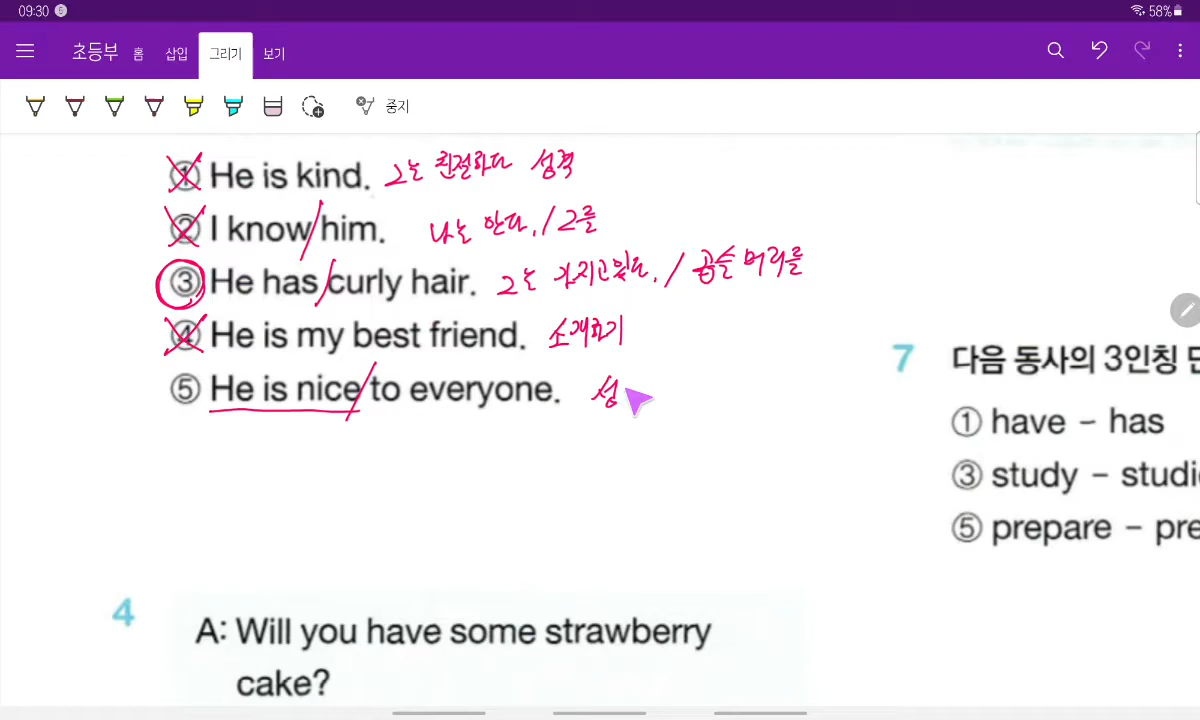 09:30 58%
초등부 홈 삽입 그리기 보기
중지
① He is kind. 그는 친절하다 성격
② I know/him. 나는 안다./그를
③ He has/curly hair. 그는 가지고있다./곱슬 머리를
④ He is my best friend. 소개하기
⑤ He is nice/to everyone. 성
7 다음 동사의 3인칭
① have – has
③ study – studi
⑤ prepare – pre
4
A: Will you have some strawberry
cake?